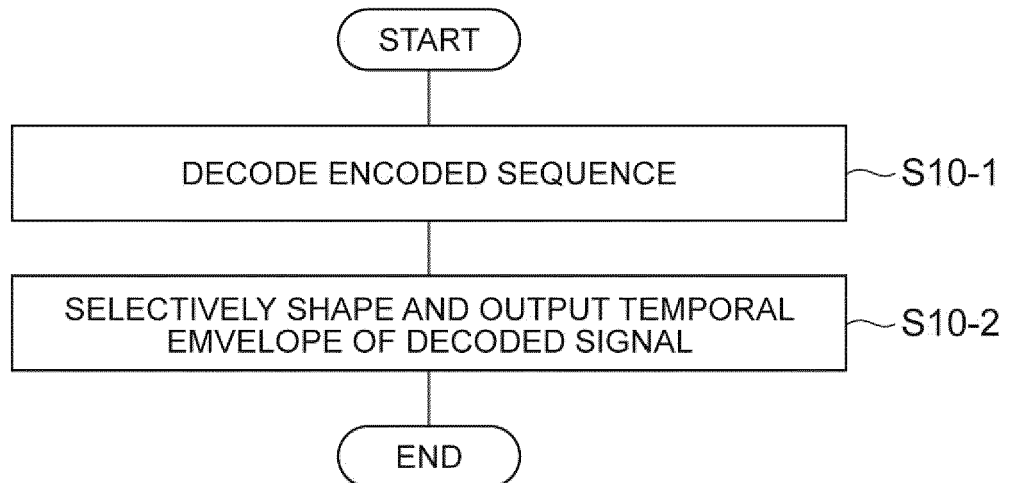 START
DECODE ENCODED SEQUENCE
S10-1
SELECTIVELY SHAPE AND OUTPUT TEMPORAL
EMVELOPE OF DECODED SIGNAL
S10-2
END